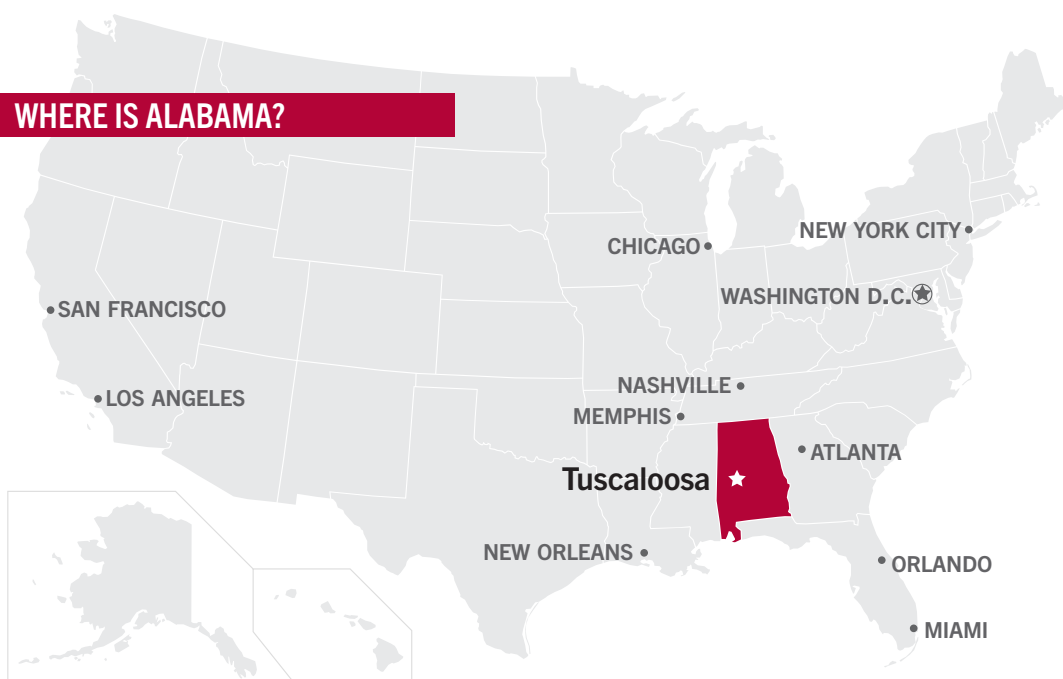 WHERE IS ALABAMA?
NEW YORK CITY
CHICAGO
WASHINGTON D.C.
SAN FRANCISCO
NASHVILLE
LOS ANGELES
MEMPHIS
ATLANTA
Tuscaloosa
NEW ORLEANS
ORLANDO
MIAMI